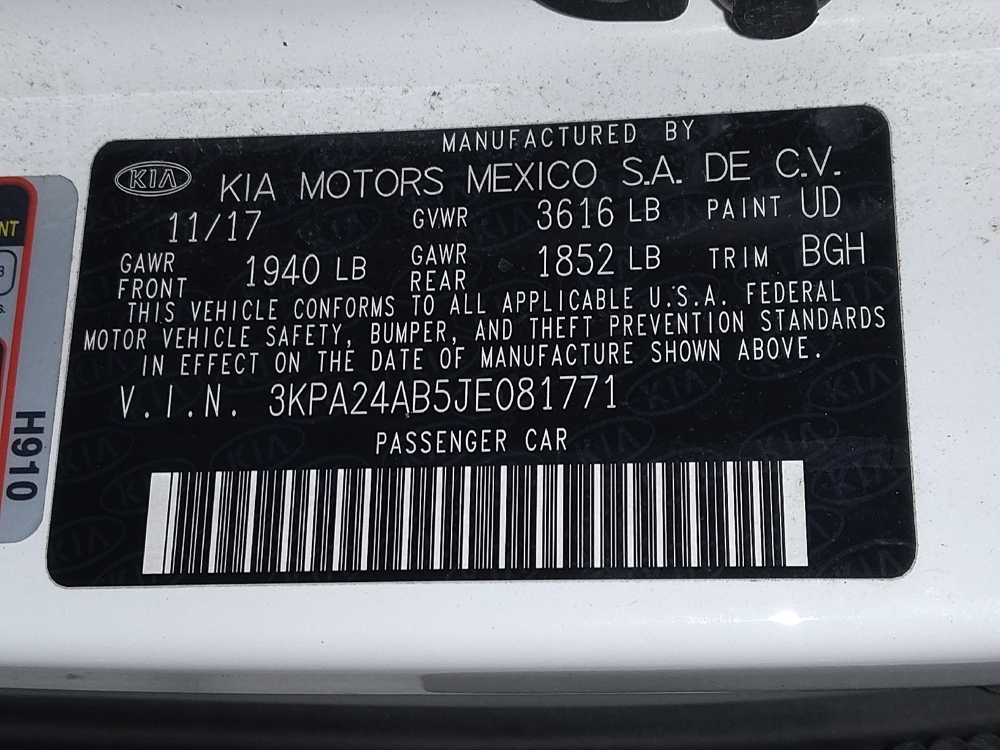 MANUFACTURED BY
KIA KIA MOTORS MEXICO S.A. DE C.V.
11/17 GVWR 3616 LB PAINT UD
GAWR FRONT 1940 LB GAWR REAR 1852 LB TRIM BGH
THIS VEHICLE CONFORMS TO ALL APPLICABLE U.S.A. FEDERAL
MOTOR VEHICLE SAFETY, BUMPER, AND THEFT PREVENTION STANDARDS
IN EFFECT ON THE DATE OF MANUFACTURE SHOWN ABOVE.
V.I.N. 3KPA24AB5JE081771
PASSENGER CAR
NT
H910